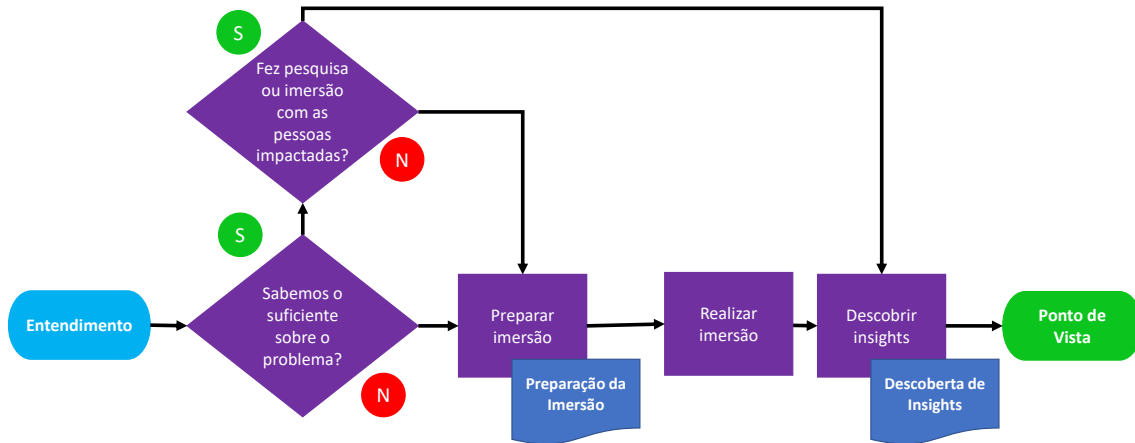 S
Fez pesquisa
ou imersão
com as
pessoas
impactadas?
N
S
Entendimento
Sabemos o
suficiente
sobre o
problema?
N
Preparar
imersão
Preparação da
Imersão
Realizar
imersão
Descobrir
insights
Descoberta de
Insights
Ponto de
Vista